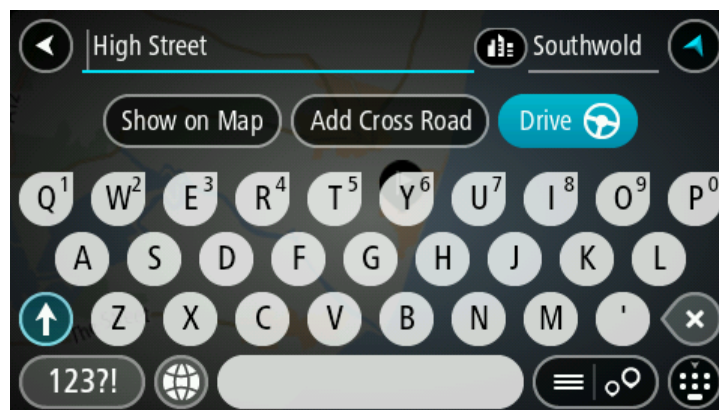 High Street Southwold
Show on Map Add Cross Road Drive
Q1 W2 E3 R4 T5 Y6 U7 I8 O9 P0
A S D F G H J K L
Z X C V B N M '
123?!